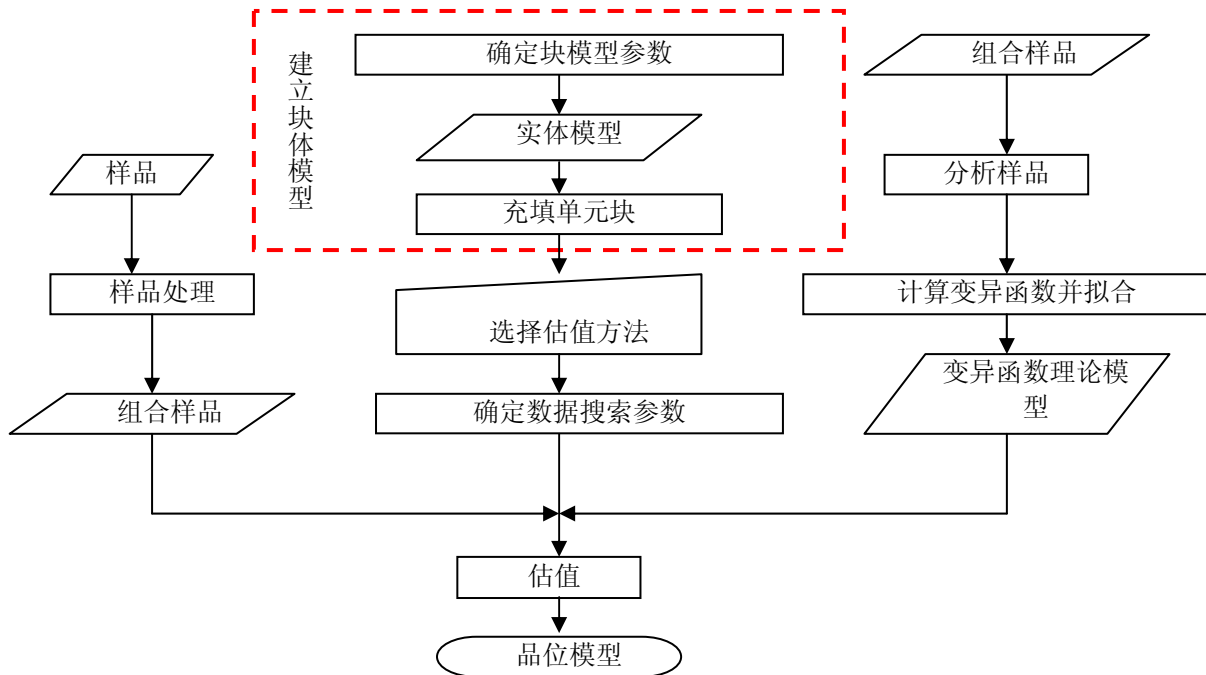 建立块体模型
确定块模型参数
实体模型
充填单元块
样品
样品处理
组合样品
选择估值方法
确定数据搜索参数
组合样品
分析样品
计算变异函数并拟合
变异函数理论模
型
估值
品位模型